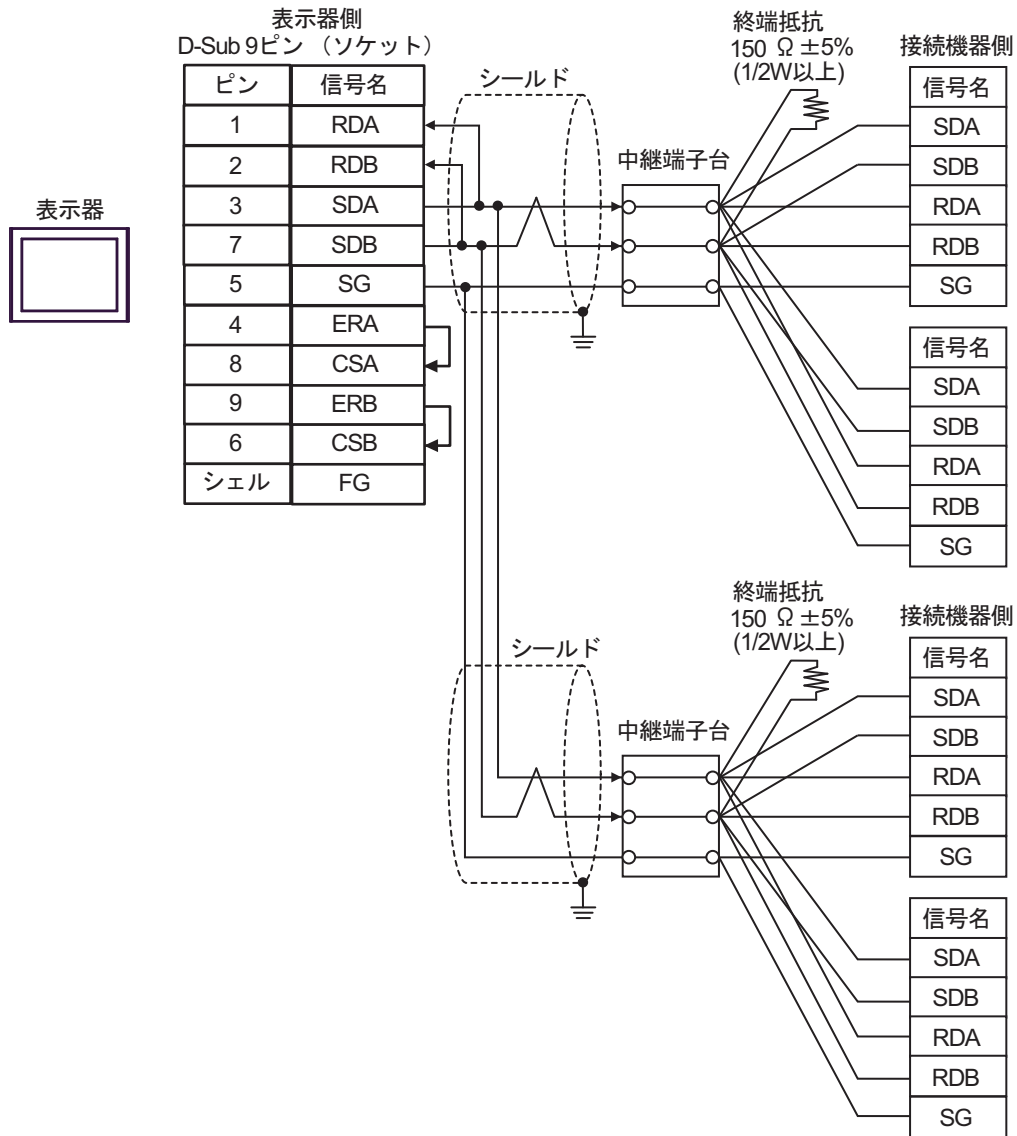 表示器側
D-Sub 9ピン （ソケット）
ピン 信号名
1 RDA
2 RDB
3 SDA
7 SDB
5 SG
4 ERA
8 CSA
9 ERB
6 CSB
シェル FG
表示器
シールド
中継端子台
終端抵抗
150 Ω ±5%
(1/2W以上)
接続機器側
信号名
SDA
SDB
RDA
RDB
SG
信号名
SDA
SDB
RDA
RDB
SG
シールド
中継端子台
終端抵抗
150 Ω ±5%
(1/2W以上)
接続機器側
信号名
SDA
SDB
RDA
RDB
SG
信号名
SDA
SDB
RDA
RDB
SG